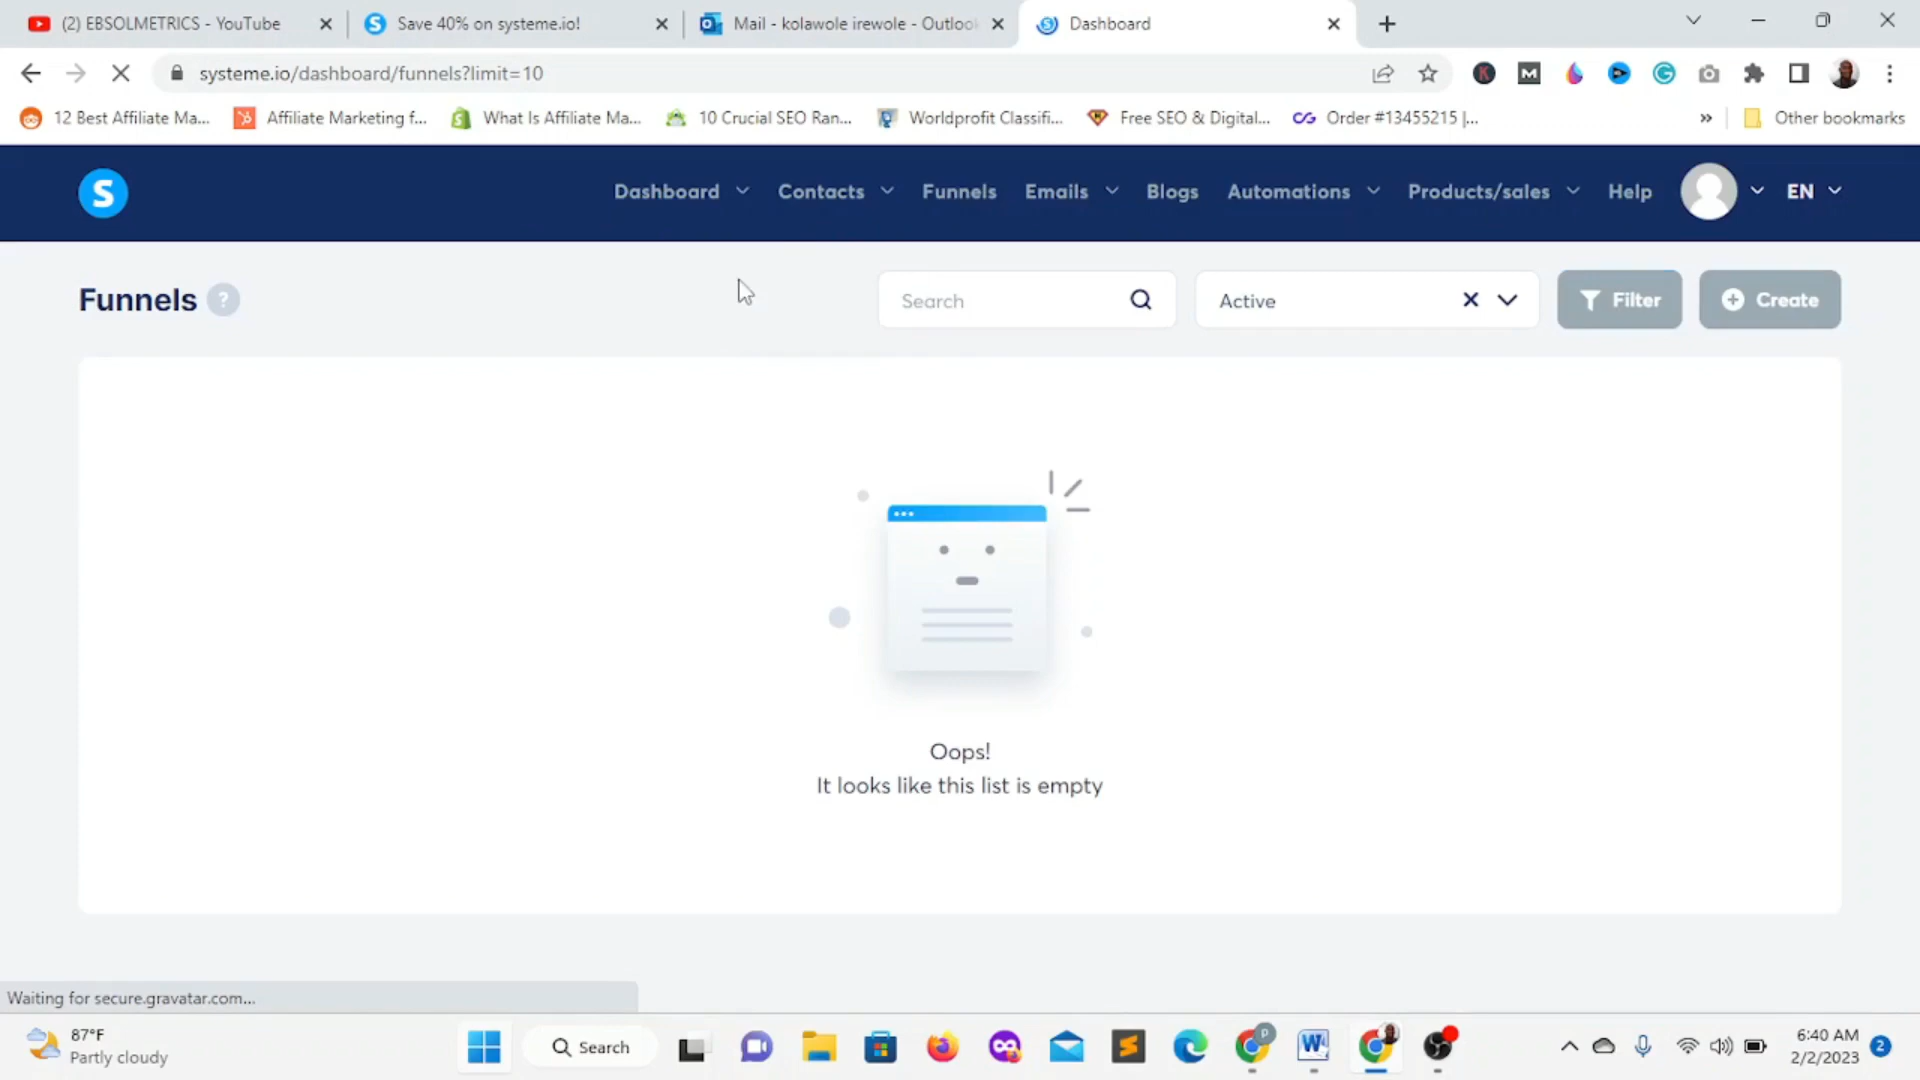 (2) EBSOLMETRICS - YouTube
Save 40% on systeme.io!
Mail - kolawole irewole - Outlook
Dashboard
systeme.io/dashboard/funnels?limit=10
12 Best Affiliate Ma...
Affiliate Marketing f...
What Is Affiliate Ma...
10 Crucial SEO Ran...
Worldprofit Classifi...
Free SEO & Digital...
Order #13455215 |...
»
Other bookmarks
S
Dashboard
Contacts
Funnels
Emails
Blogs
Automations
Products/sales
Help
EN
Funnels ?
Search
Active
Filter
Create
Oops!
It looks like this list is empty
Waiting for secure.gravatar.com...
87°F
Partly cloudy
Search
6:40 AM
2/2/2023
2